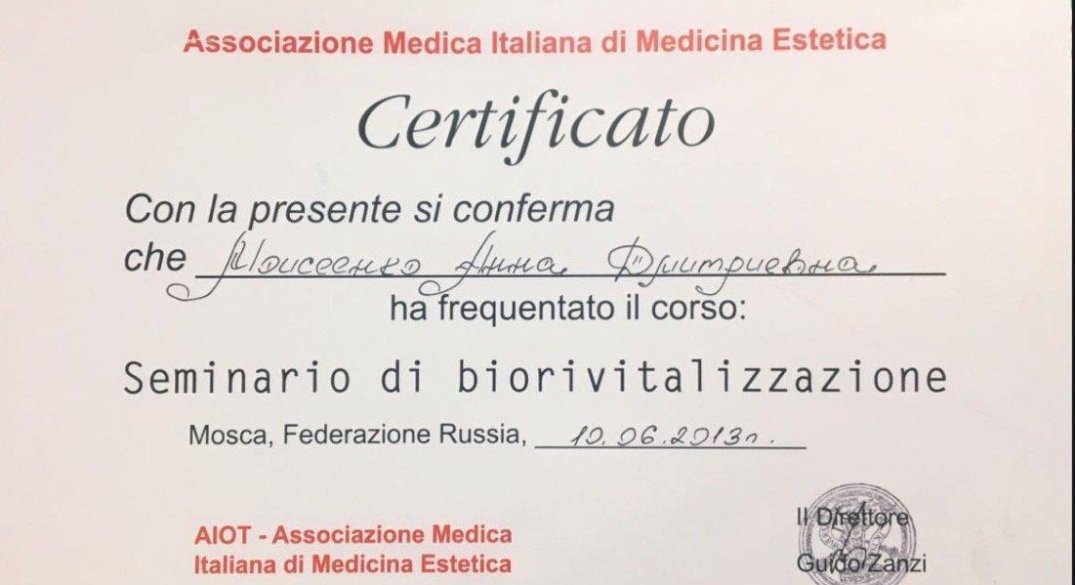 Associazione Medica Italiana di Medicina Estetica
Certificato
Con la presente si conferma
che Моисеенко Анна Дмитриевна
ha frequentato il corso:
Seminario di biorivitalizzazione
Mosca, Federazione Russia, 10.06.2013г.
AIOT - Associazione Medica
Italiana di Medicina Estetica
Il Direttore
Guido Zanzi